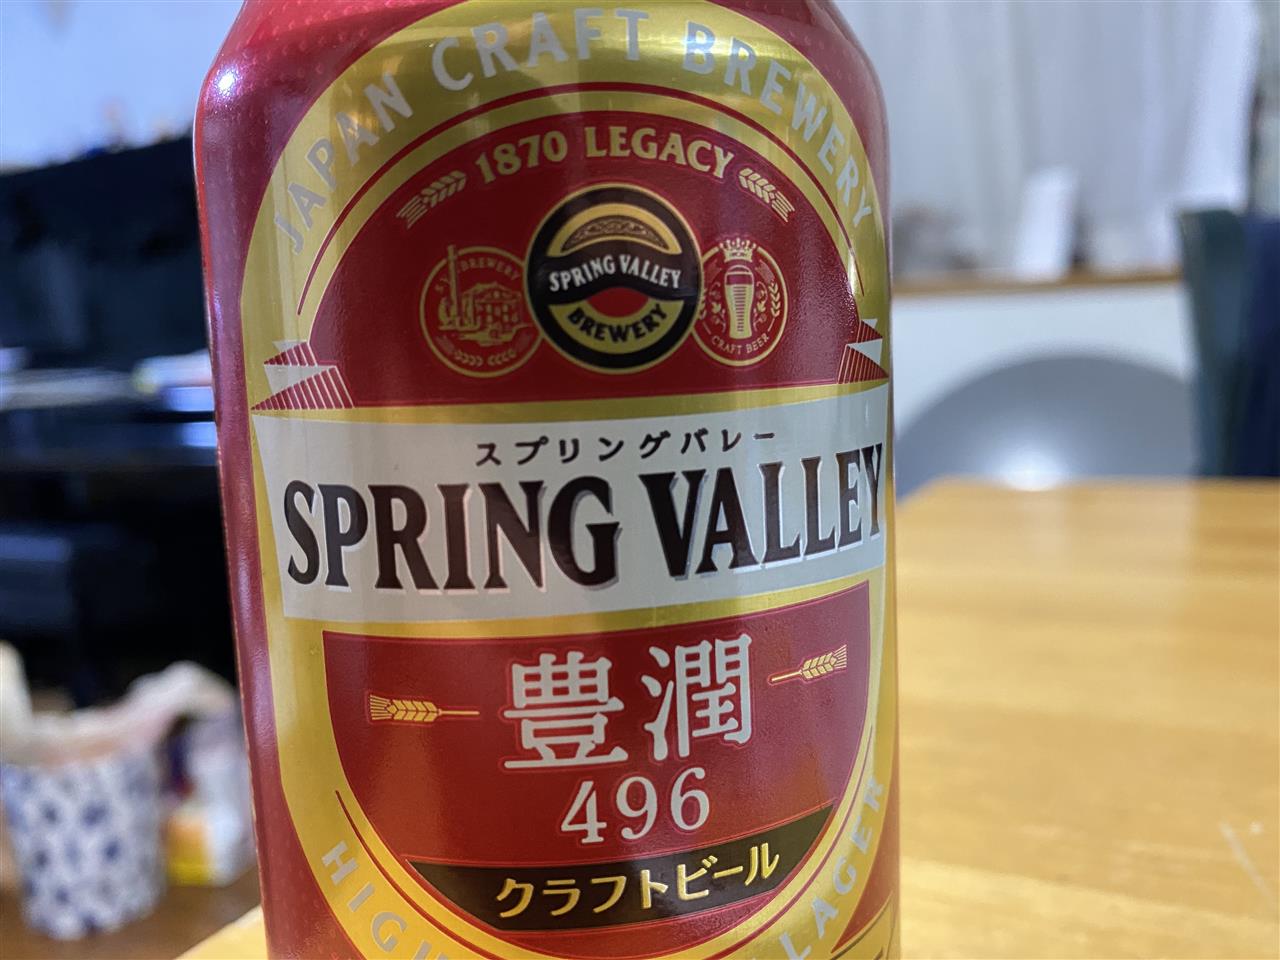 JAPAN CRAFT BREWERY
1870 LEGACY
BREWERY
SPRING VALLEY
BREWERY
CRAFT BEER
スプリングバレー
SPRING VALLEY
豊潤
496
クラフトビール
LAGER